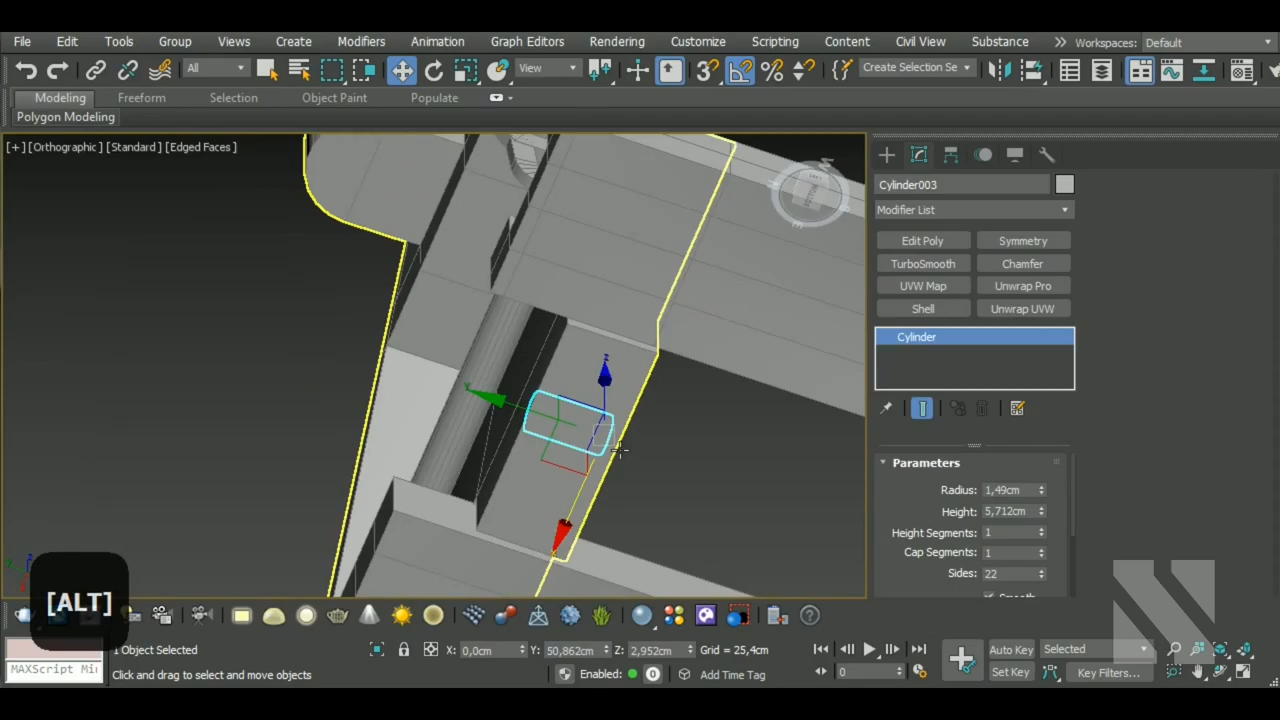 File Edit Tools Group Views Create Modifiers Animation Graph Editors Rendering Customize Scripting Content Civil View Substance Workspaces: Default
All View Create Selection Se
Modeling Freeform Selection Object Paint Populate
Polygon Modeling
[+] [Orthographic ] [Standard ] [Edged Faces ]
Cylinder003
Modifier List
Edit Poly Symmetry
TurboSmooth Chamfer
UVW Map Unwrap Pro
Shell Unwrap UVW
Cylinder
Parameters
Radius: 1,49cm
Height: 5,712cm
Height Segments: 1
Cap Segments: 1
Sides: 22
Smooth
[ALT]
1 Object Selected X: 0,0cm Y: 50,862cm Z: 2,952cm Grid = 25,4cm Auto Key Selected
MAXScript Mi Click and drag to select and move objects Enabled: 0 Add Time Tag 0 Set Key Key Filters...